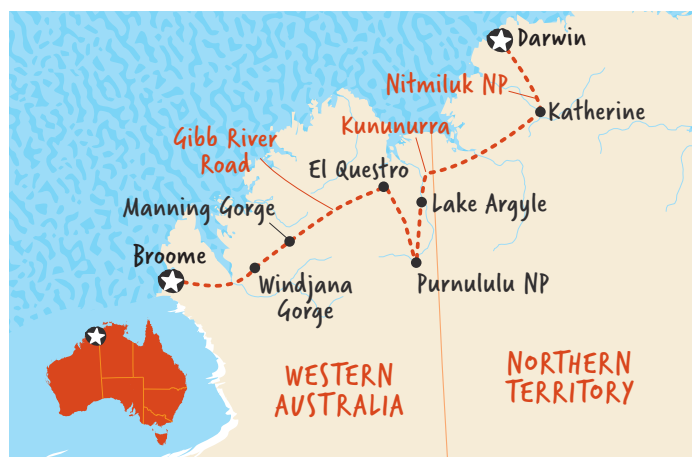 Darwin
Nitmiluk NP
Katherine
Kununurra
Gibb River
Road
El Questro
Manning Gorge
Lake Argyle
Broome
Windjana
Gorge
Purnululu NP
WESTERN
AUSTRALIA
NORTHERN
TERRITORY